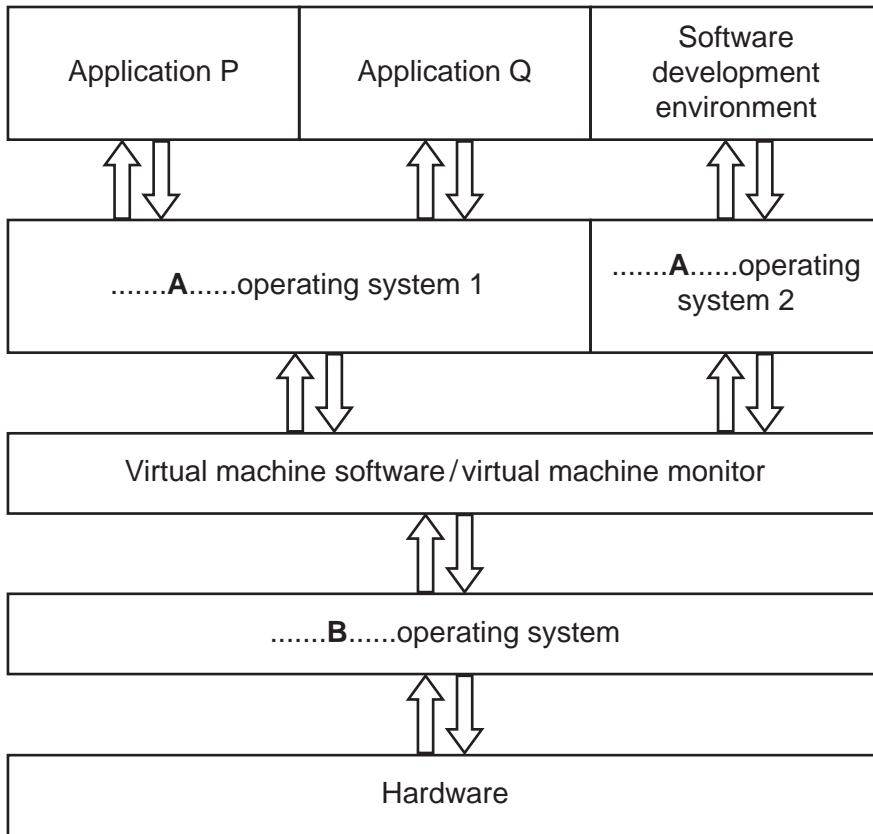 Application P
Application Q
Software
development
environment
.......A......operating system 1
.......A......operating
system 2
Virtual machine software/virtual machine monitor
.......B......operating system
Hardware